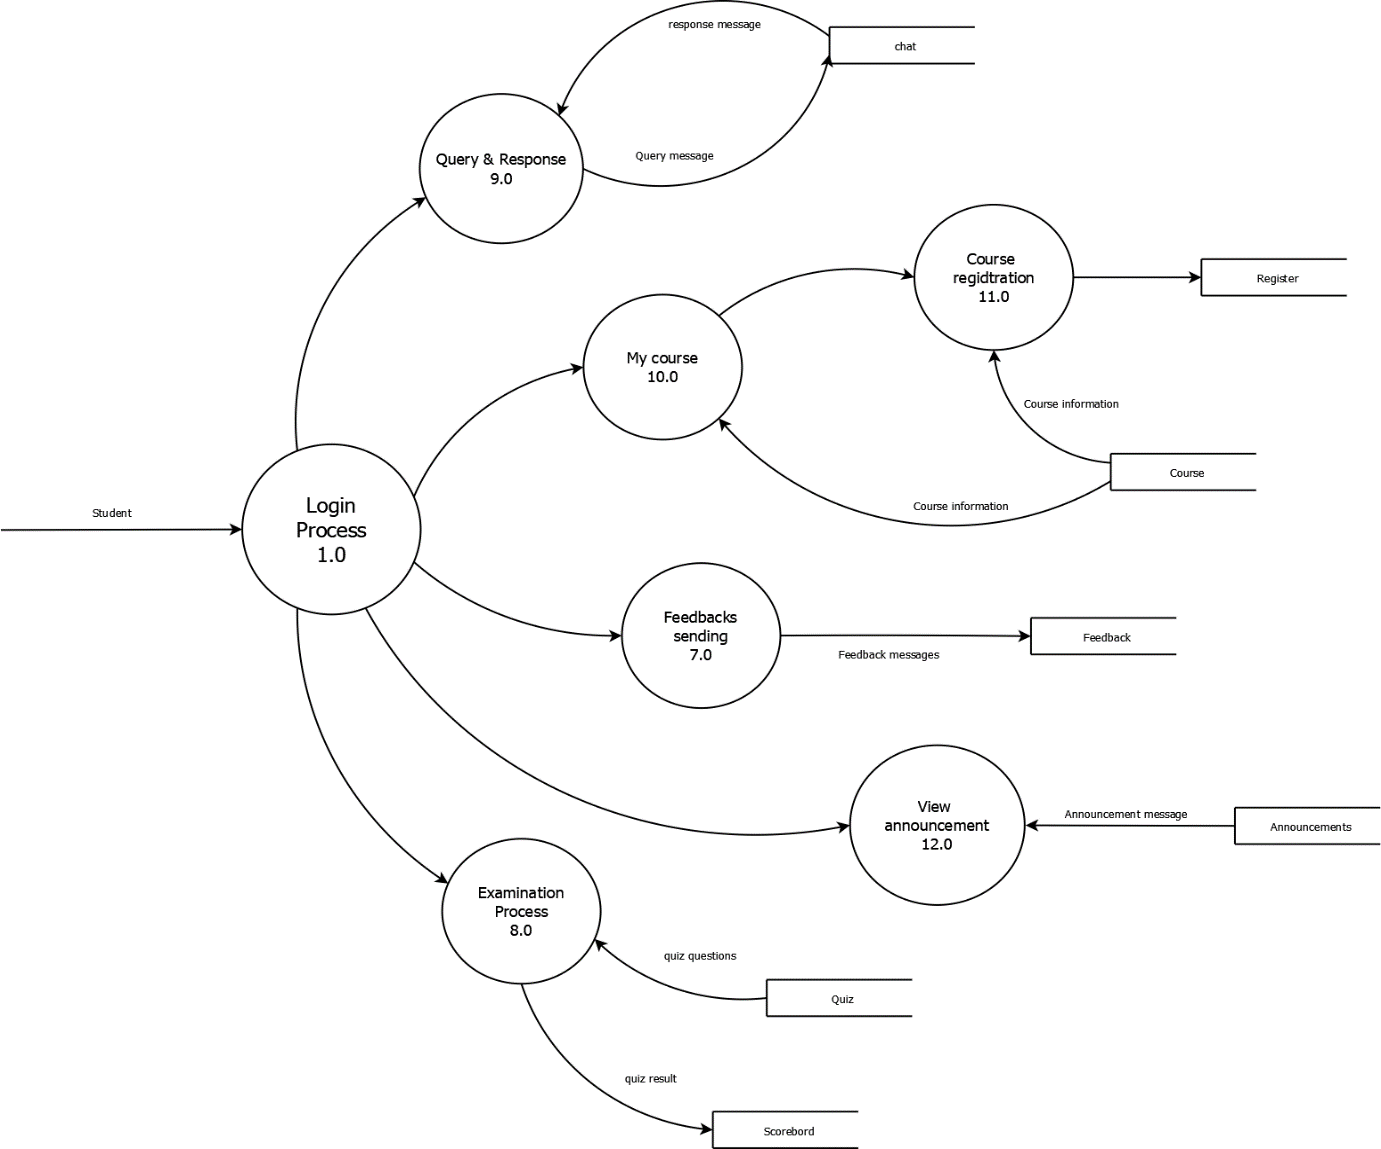 response message
chat
Query message
Query & Response
9.0
Course
regidtration
11.0
Register
My course
10.0
Course information
Course
Course information
Login
Process
1.0
Student
Feedbacks
sending
7.0
Feedback messages
Feedback
View
announcement
12.0
Announcement message
Announcements
Examination
Process
8.0
quiz questions
Quiz
quiz result
Scorebord